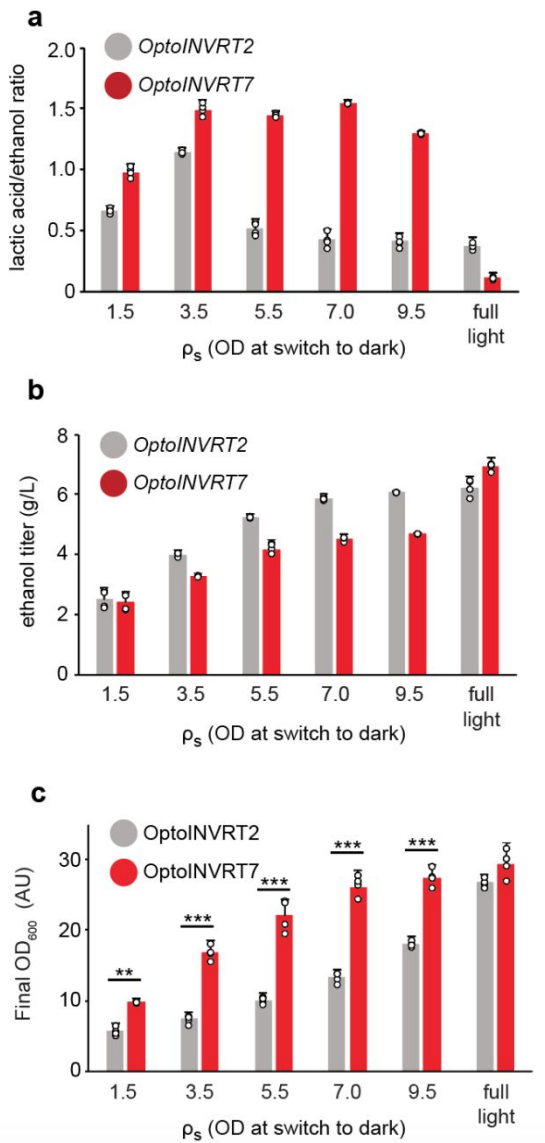 a
OptoINVRT2
OptoINVRT7
lactic acid/ethanol ratio
2.0
1.5
1.0
0.5
0
1.5 3.5 5.5 7.0 9.5 full light
ρs (OD at switch to dark)
b
OptoINVRT2
OptoINVRT7
ethanol titer (g/L)
8
6
4
2
0
1.5 3.5 5.5 7.0 9.5 full light
ρs (OD at switch to dark)
c
OptoINVRT2
OptoINVRT7
Final OD600 (AU)
30
20
10
0
** *** *** *** ***
1.5 3.5 5.5 7.0 9.5 full light
ρs (OD at switch to dark)